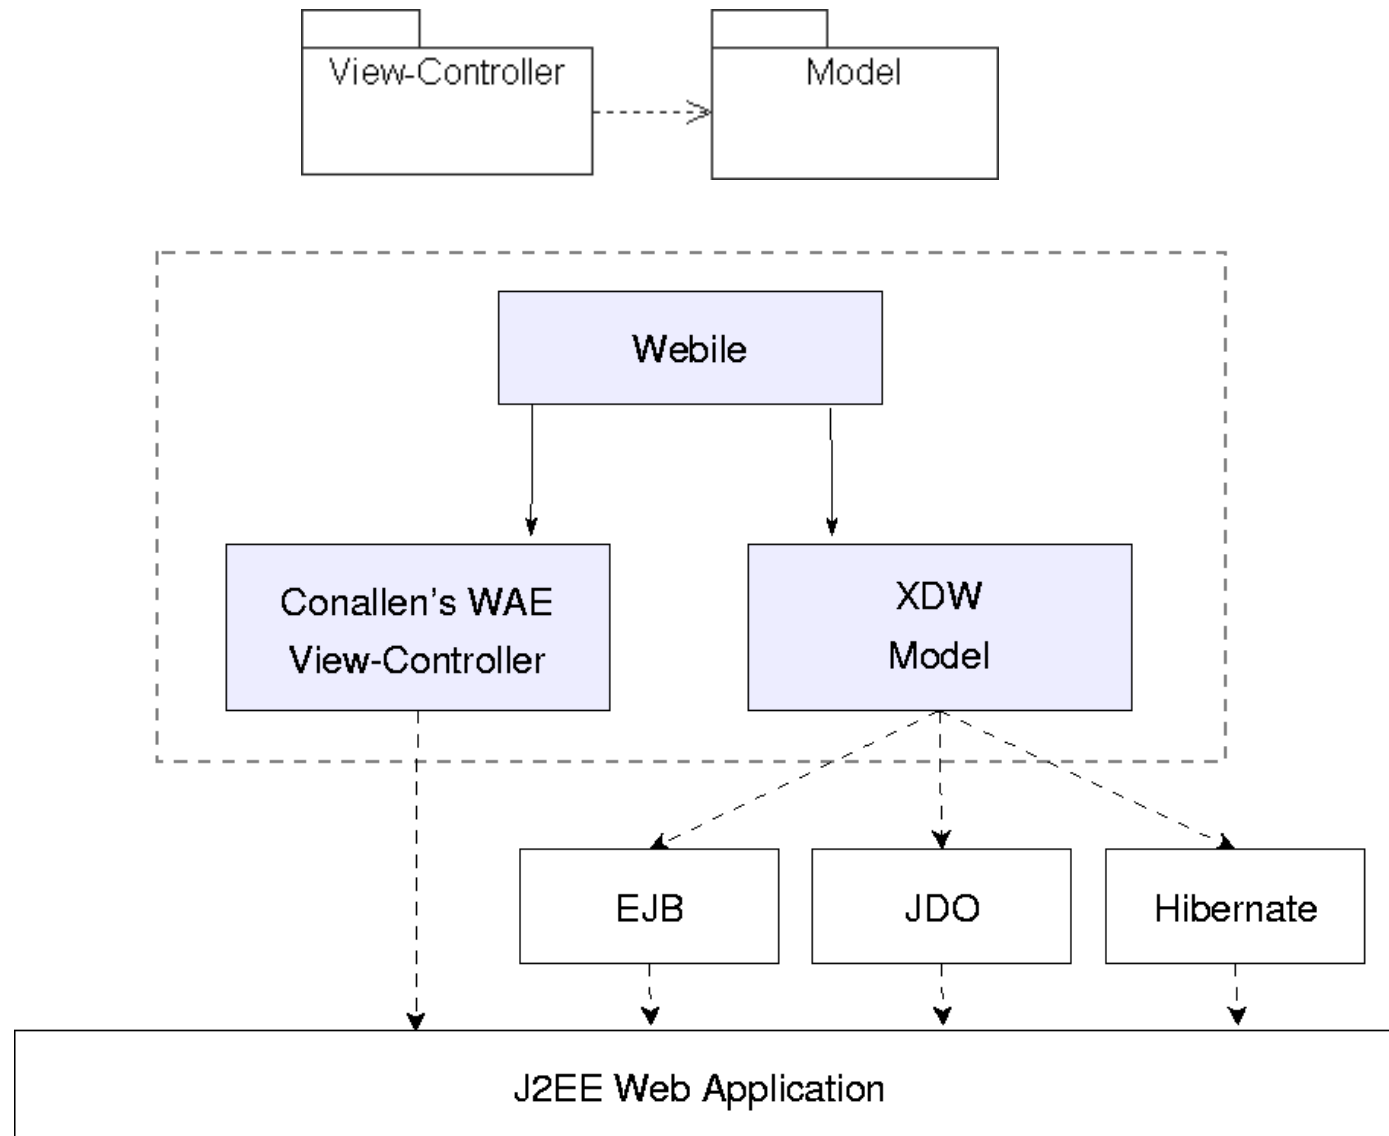 View-Controller
Model
Webile
Conallen's WAE
View-Controller
XDW
Model
EJB
JDO
Hibernate
J2EE Web Application